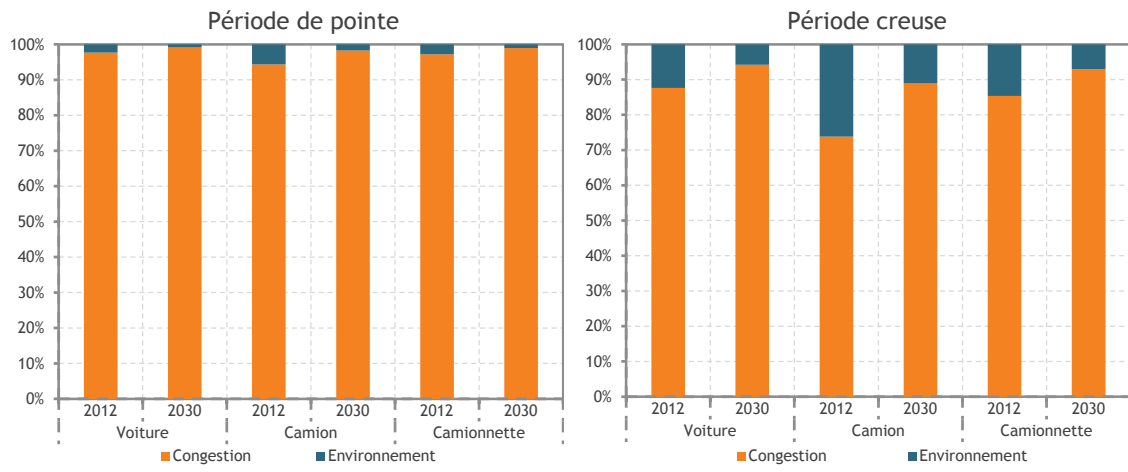 Période de pointe
100%
90%
80%
70%
60%
50%
40%
30%
20%
10%
0%
2012 2030 2012 2030 2012 2030
Voiture Camion Camionnette
Congestion Environnement
Période creuse
100%
90%
80%
70%
60%
50%
40%
30%
20%
10%
0%
2012 2030 2012 2030 2012 2030
Voiture Camion Camionnette
Congestion Environnement